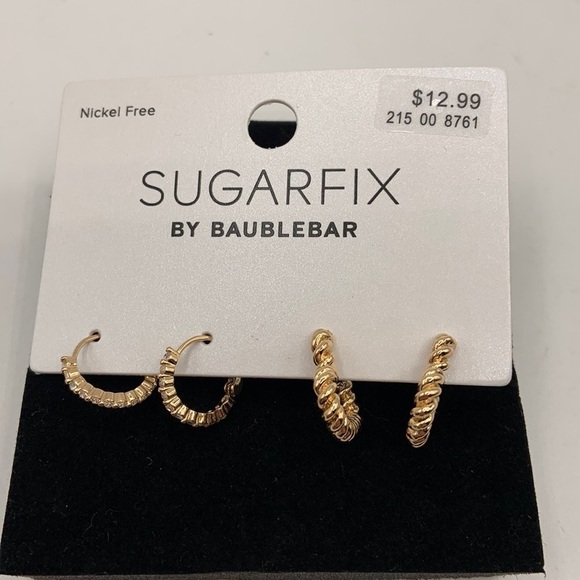 Nickel Free
$12.99
215 00 8761
SUGARFIX
BY BAUBLEBAR